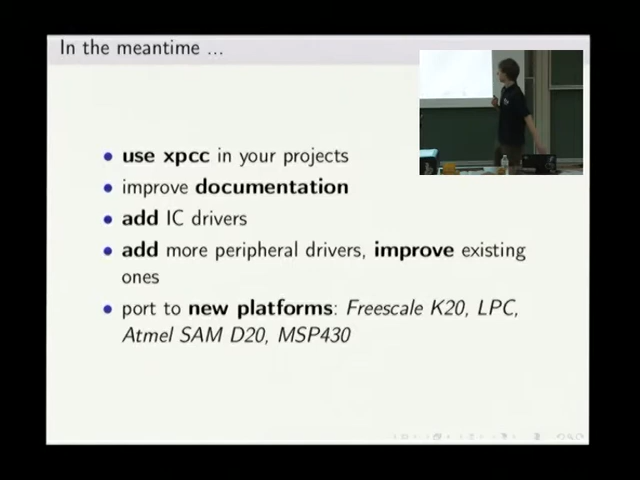 In the meantime ...
• use xpcc in your projects
• improve documentation
• add IC drivers
• add more peripheral drivers, improve existing
ones
• port to new platforms: Freescale K20, LPC,
Atmel SAM D20, MSP430